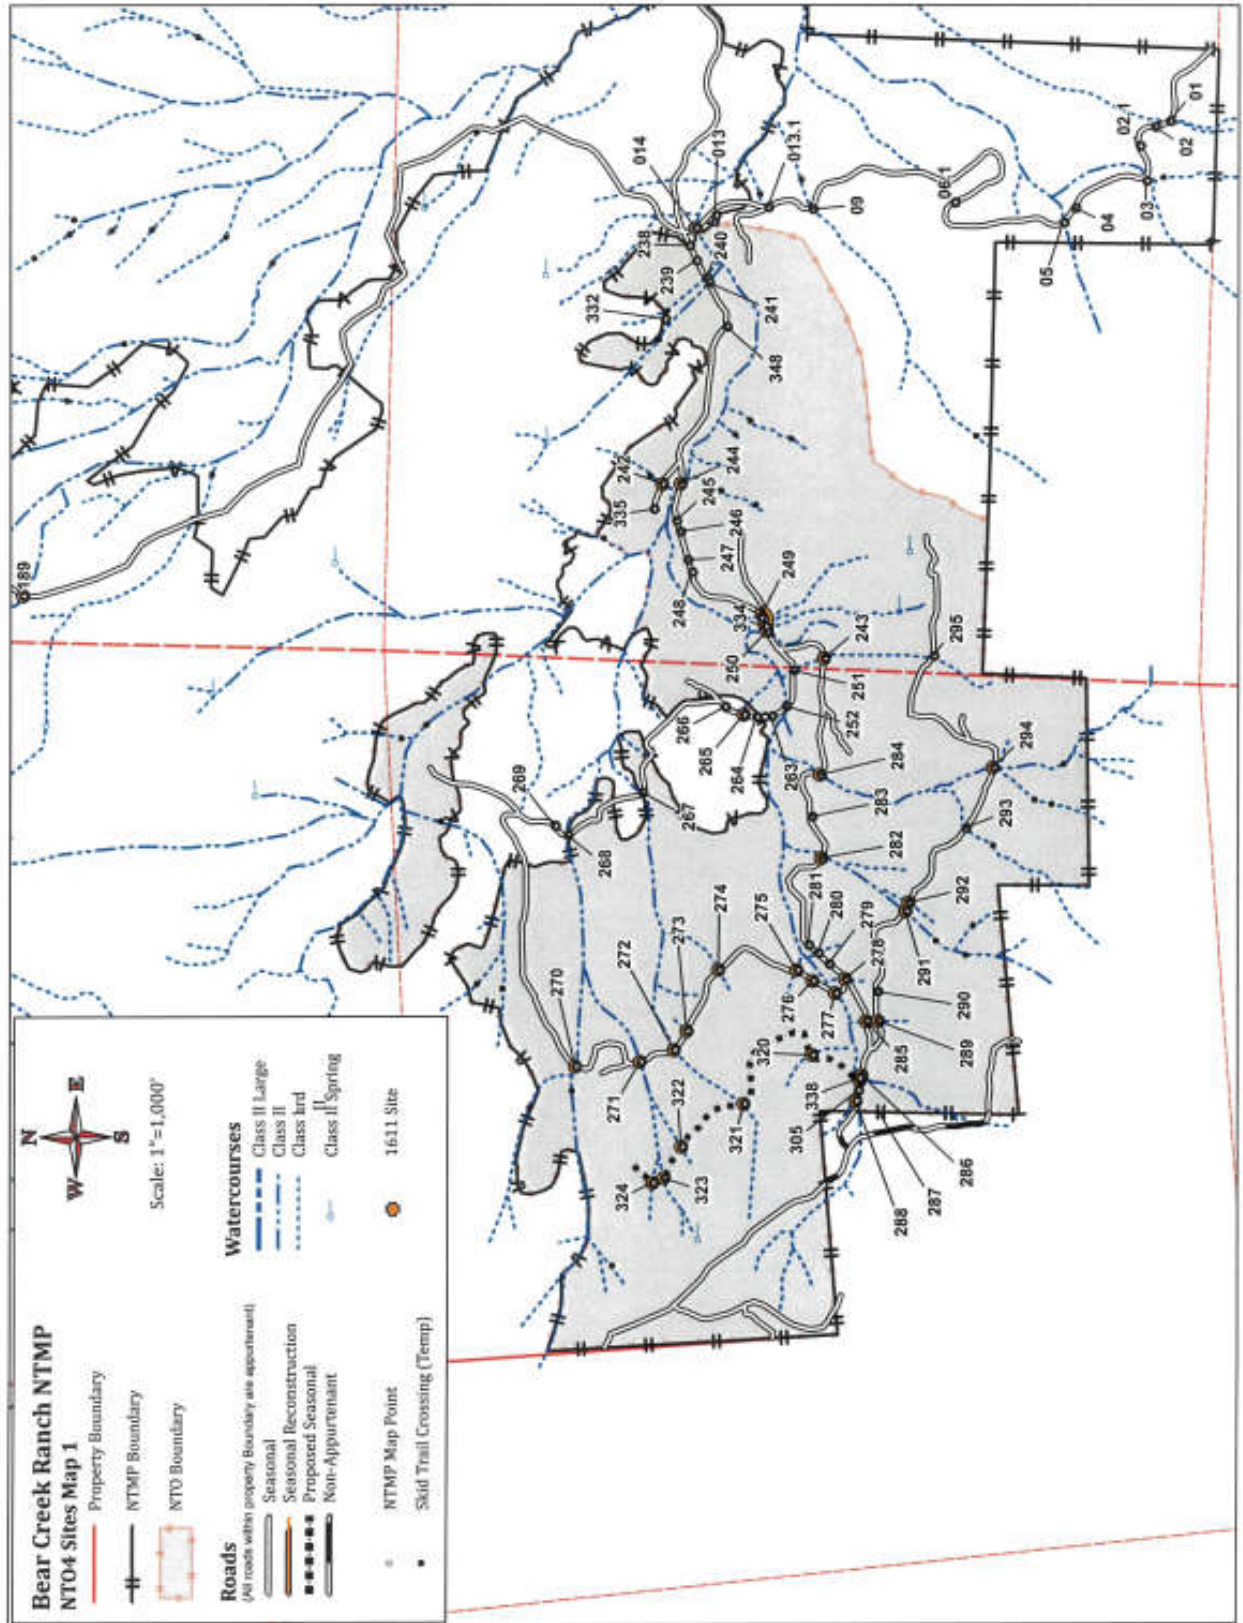 Bear Creek Ranch NTMP
NTO4 Sites Map 1
Property Boundary
NTMP Boundary
NTO Boundary
Roads
(All roads within property Boundary are appurtenant)
Seasonal
Seasonal Reconstruction
Proposed Seasonal
Non-Appurtenant
NTMP Map Point
Skid Trail Crossing (Temp)
N
W
E
S
Scale: 1"=1,000'
Watercourses
Class II Large
Class II
Class Ird
II
Class II Spring
1611 Site
189
014
013
013.1
09
06.1
05
04
03
02.1
02
01
238
239
240
241
332
348
242
335
244
245
246
247
248
249
334
250
243
251
252
295
266
265
264
263
284
294
269
268
267
283
293
282
281
280
279
278
292
291
290
274
275
273
272
270
276
277
271
322
320
285
289
338
321
305
324
323
286
287
288